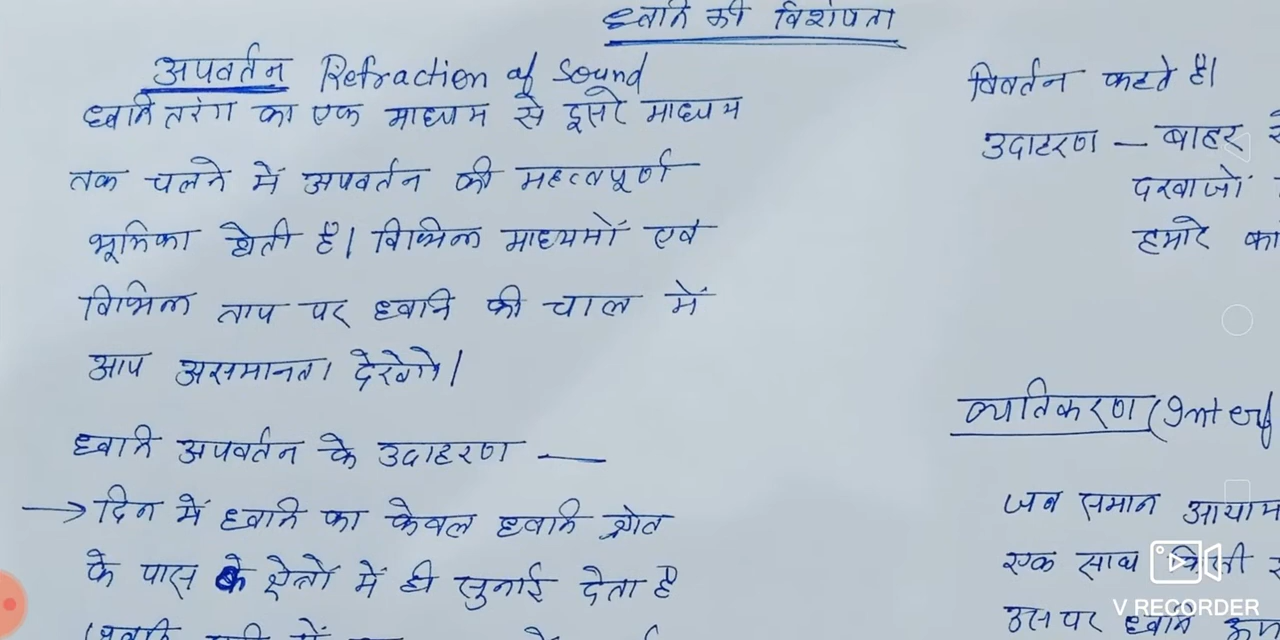 ध्वनि की विशेषता
अपवर्तन Refraction of Sound
ध्वनि तरंग का एक माध्यम से दूसरे माध्यम
तक चलने में अपवर्तन की महत्वपूर्ण
भूमिका होती है। विभिन्न माध्यमों एवं
विभिन्न ताप पर ध्वनि की चाल में
आप असमानता देखेंगे।
ध्वनि अपवर्तन के उदाहरण —
→ दिन में ध्वनि का केवल ध्वनि स्रोत
के पास के क्षेत्रों में ही सुनाई देता है
विवर्तन कहते है।
उदाहरण — बाहर
दरवाजों
हमारे का
व्यतिकरण (Interf
जब समान आयाम
एक साथ किसी
उस पर ध्वनि
V RECORDER